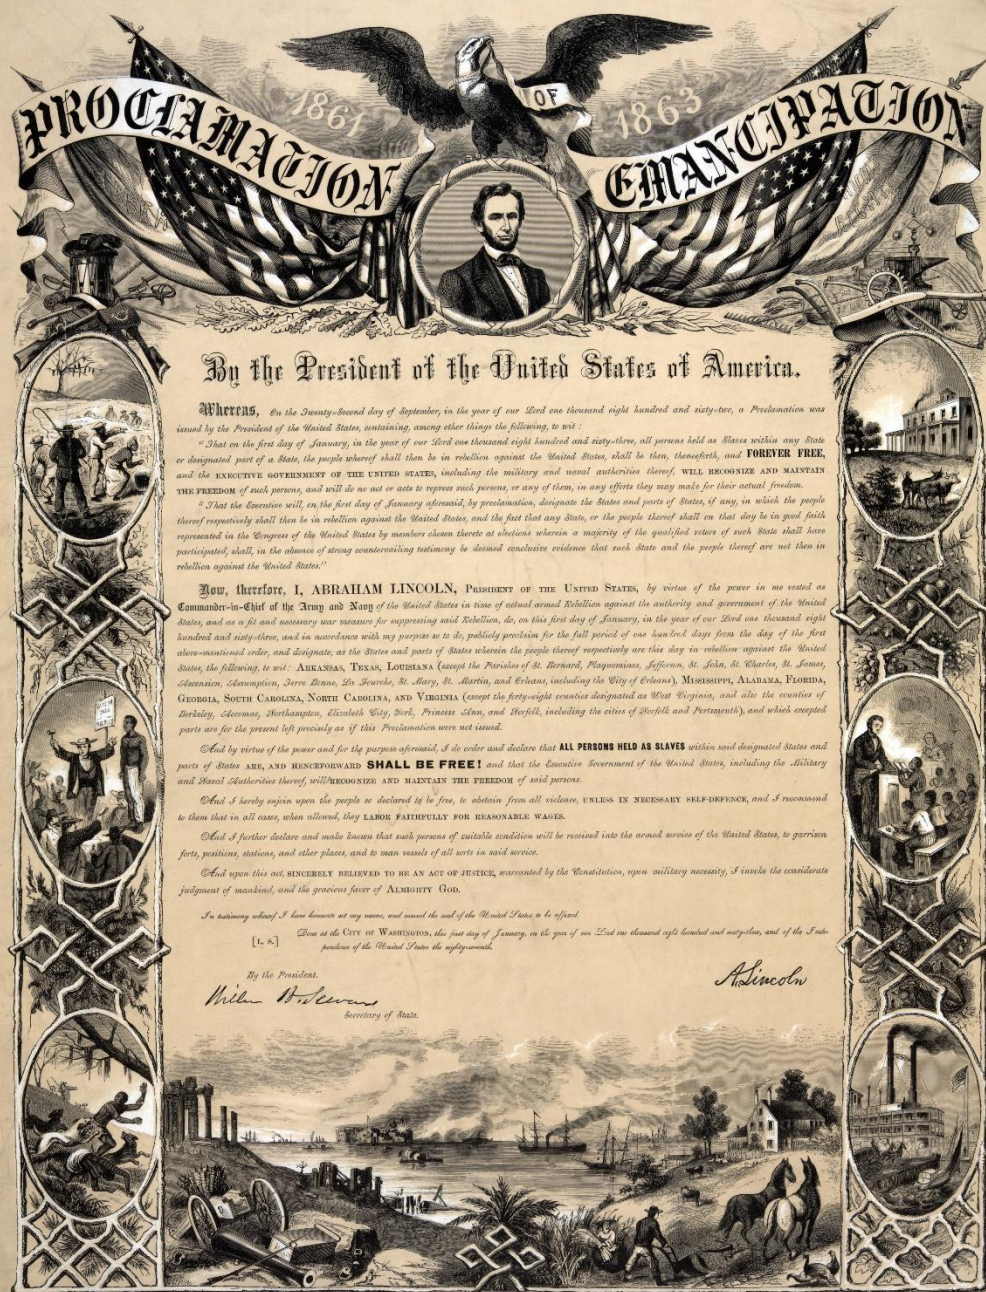 PROCLAMATION OF EMANCIPATION
1861 1863
By the President of the United States of America.
Whereas, On the Twenty=Second day of September, in the year of our Lord one thousand eight hundred and sixty=two, a Proclamation was
issued by the President of the United States, containing, among other things the following, to wit:
"That on the first day of January, in the year of our Lord one thousand eight hundred and sixty=three, all persons held as Slaves within any State
or designated part of a State, the people whereof shall then be in rebellion against the United States, shall be then, thenceforth, and FOREVER FREE,
and the EXECUTIVE GOVERNMENT OF THE UNITED STATES, including the military and naval authorities thereof, WILL RECOGNIZE AND MAINTAIN
THE FREEDOM of such persons, and will do no act or acts to repress such persons, or any of them, in any efforts they may make for their actual freedom.
"That the Executive will, on the first day of January aforesaid, by proclamation, designate the States and parts of States, if any, in which the people
thereof respectively shall then be in rebellion against the United States, and the fact that any State, or the people thereof shall on that day be in good faith
represented in the Congress of the United States by members chosen thereto at elections wherein a majority of the qualified voters of such State shall have
participated, shall, in the absence of strong countervailing testimony be deemed conclusive evidence that such State and the people thereof are not then in
rebellion against the United States."
Now, therefore, I, ABRAHAM LINCOLN, PRESIDENT OF THE UNITED STATES, by virtue of the power in me vested as
Commander-in-Chief of the Army and Navy of the United States in time of actual armed Rebellion against the authority and government of the United
States, and as a fit and necessary war measure for suppressing said Rebellion, do, on this first day of January, in the year of our Lord one thousand eight
hundred and sixty=three, and in accordance with my purpose so to do, publicly proclaim for the full period of one hundred days from the day of the first
above=mentioned order, and designate, as the States and parts of States wherein the people thereof respectively are this day in rebellion against the United
States, the following, to wit: ARKANSAS, TEXAS, LOUISIANA (except the Parishes of St. Bernard, Plaquemines, Jefferson, St. John, St. Charles, St. James,
Ascension, Assumption, Terre Bonne, La Fourche, St. Mary, St. Martin, and Orleans, including the City of Orleans), MISSISSIPPI, ALABAMA, FLORIDA,
GEORGIA, SOUTH CAROLINA, NORTH CAROLINA, AND VIRGINIA (except the forty=eight counties designated as West Virginia, and also the counties of
Berkeley, Accomac, Northampton, Elizabeth City, York, Princess Ann, and Norfolk, including the cities of Norfolk and Portsmouth), and which excepted
parts are for the present left precisely as if this Proclamation were not issued.
And by virtue of the power and for the purpose aforesaid, I do order and declare that ALL PERSONS HELD AS SLAVES within said designated States and
parts of States ARE, AND HENCEFORWARD SHALL BE FREE! and that the Executive Government of the United States, including the Military
and Naval Authorities thereof, will RECOGNIZE AND MAINTAIN THE FREEDOM of said persons.
And I hereby enjoin upon the people so declared to be free, to abstain from all violence, UNLESS IN NECESSARY SELF-DEFENCE, and I recommend
to them that in all cases, when allowed, they LABOR FAITHFULLY FOR REASONABLE WAGES.
And I further declare and make known that such persons of suitable condition will be received into the armed service of the United States, to garrison
forts, positions, stations, and other places, and to man vessels of all sorts in said service.
And upon this act, SINCERELY BELIEVED TO BE AN ACT OF JUSTICE, warranted by the Constitution, upon military necessity, I invoke the considerate
judgment of mankind, and the gracious favor of ALMIGHTY GOD.
In testimony whereof I have hereunto set my name, and caused the seal of the United States to be affixed.
[L. S.] Done at the CITY OF WASHINGTON, this first day of January, in the year of our Lord one thousand eight hundred and sixty=three, and of the Inde=
pendence of the United States the eighty=seventh.
By the President.
A. Lincoln
William H. Seward
Secretary of State.